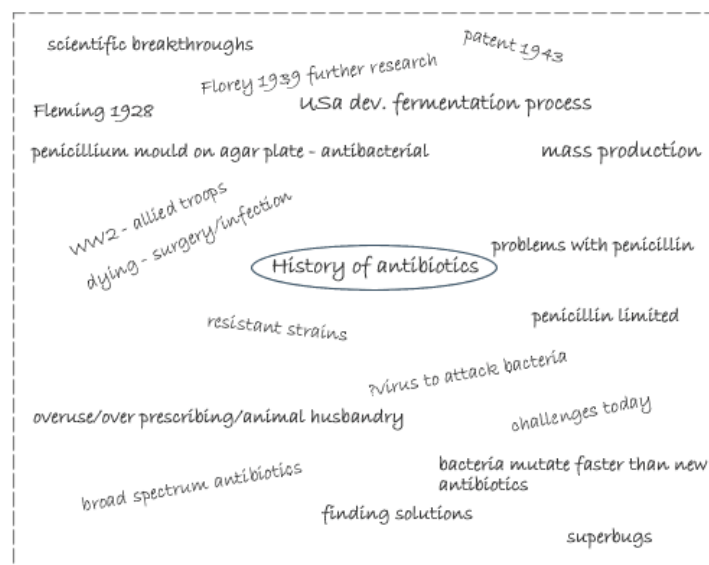 scientific breakthroughs
patent 1943
Florey 1939 further research
Fleming 1928
USa dev. fermentation process
penicillium mould on agar plate - antibacterial
mass production
WW2 - allied troops
dying - surgery/infection
problems with penicillin
History of antibiotics
resistant strains
penicillin limited
?virus to attack bacteria
overuse/over prescribing/animal husbandry
challenges today
broad spectrum antibiotics
bacteria mutate faster than new
antibiotics
finding solutions
superbugs